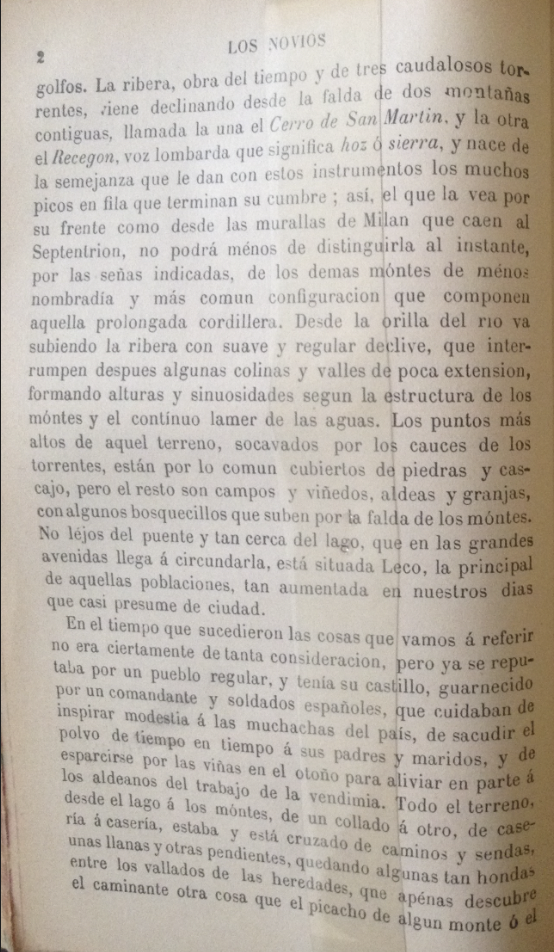 2
LOS NOVIOS
golfos. La ribera, obra del tiempo y de tres caudalosos tor-
rentes, viene declinando desde la falda de dos montañas
contiguas, llamada la una el Cerro de San Martin, y la otra
el Recegon, voz lombarda que significa hoz ó sierra, y nace de
la semejanza que le dan con estos instrumentos los muchos
picos en fila que terminan su cumbre ; así, el que la vea por
su frente como desde las murallas de Milan que caen al
Septentrion, no podrá ménos de distinguirla al instante,
por las señas indicadas, de los demas móntes de ménos
nombradía y más comun configuracion que componen
aquella prolongada cordillera. Desde la orilla del rio va
subiendo la ribera con suave y regular declive, que inter-
rumpen despues algunas colinas y valles de poca extension,
formando alturas y sinuosidades segun la estructura de los
móntes y el contínuo lamer de las aguas. Los puntos más
altos de aquel terreno, socavados por los cauces de los
torrentes, están por lo comun cubiertos de piedras y cas-
cajo, pero el resto son campos y viñedos, aldeas y granjas,
con algunos bosquecillos que suben por la falda de los móntes.
No léjos del puente y tan cerca del lago, que en las grandes
avenidas llega á circundarla, está situada Leco, la principal
de aquellas poblaciones, tan aumentada en nuestros dias
que casi presume de ciudad.
En el tiempo que sucedieron las cosas que vamos á referir
no era ciertamente de tanta consideracion, pero ya se repu-
taba por un pueblo regular, y tenía su castillo, guarnecido
por un comandante y soldados españoles, que cuidaban de
inspirar modestia á las muchachas del país, de sacudir el
polvo de tiempo en tiempo á sus padres y maridos, y de
esparcirse por las viñas en el otoño para aliviar en parte á
los aldeanos del trabajo de la vendimia. Todo el terreno,
desde el lago á los móntes, de un collado á otro, de case-
ría á casería, estaba y está cruzado de caminos y sendas,
unas llanas y otras pendientes, quedando algunas tan hondas
entre los vallados de las heredades, qne apénas descubre
el caminante otra cosa que el picacho de algun monte ó el